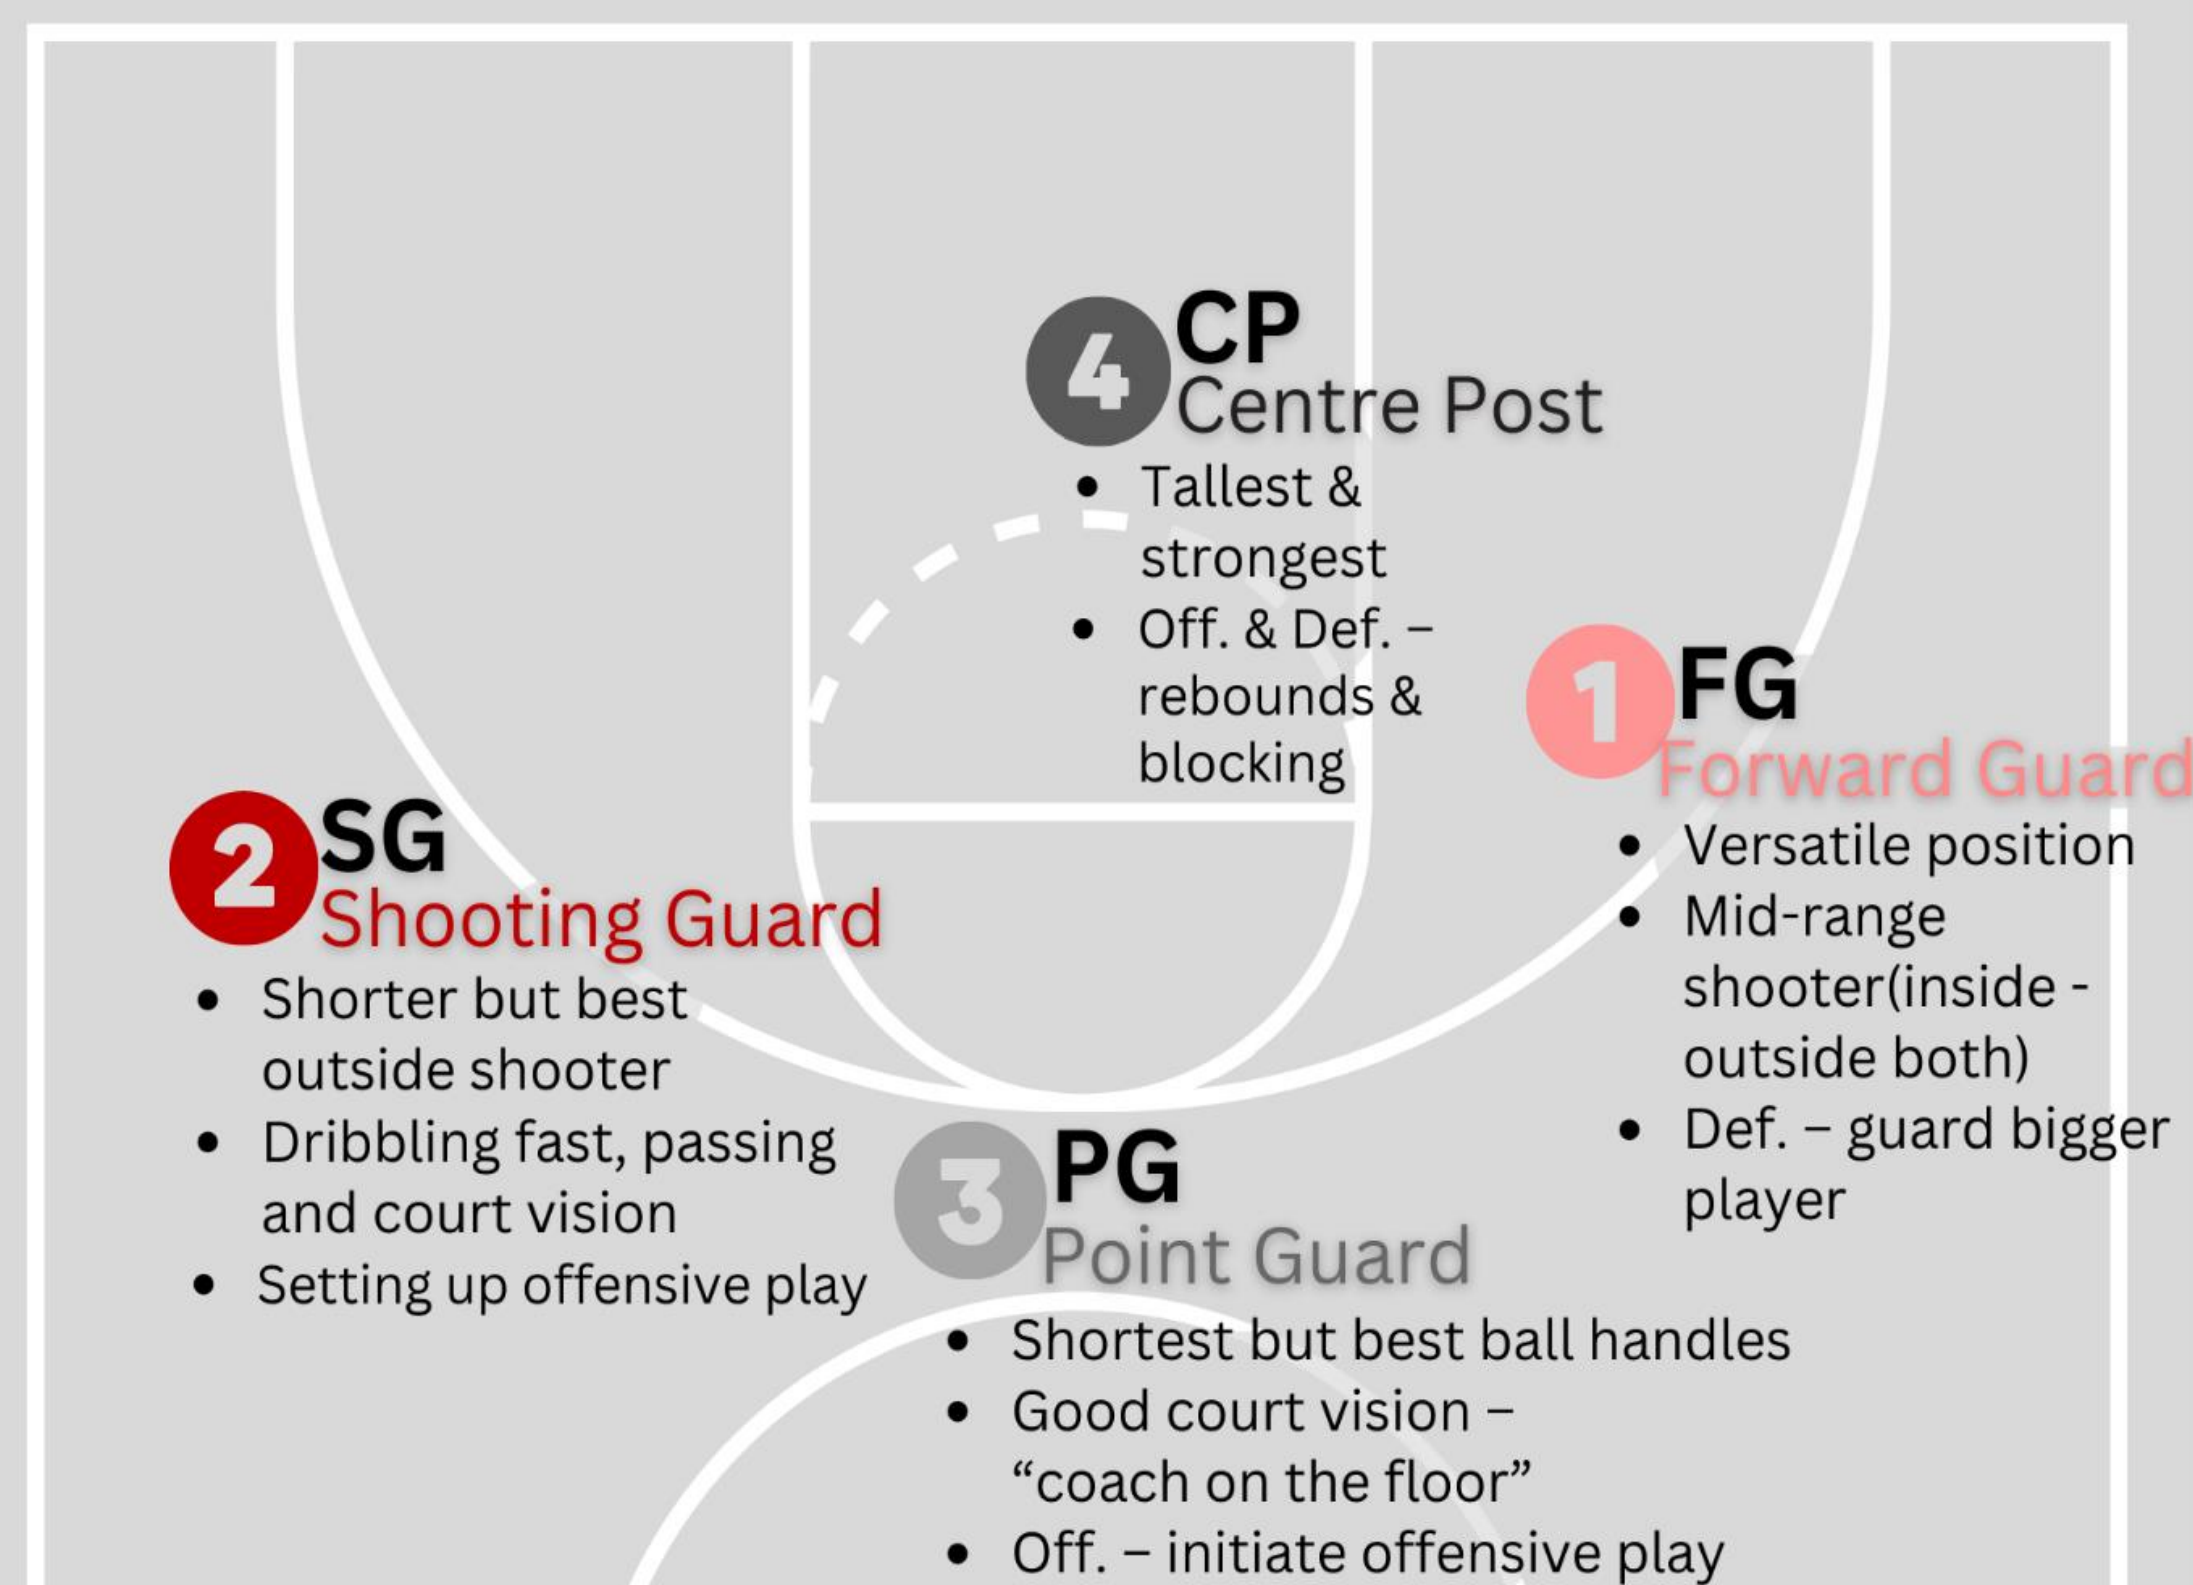 4
CP
Centre Post
• Tallest &
strongest
• Off. & Def. –
rebounds &
blocking
1
FG
Forward Guard
• Versatile position
• Mid-range
shooter(inside -
outside both)
• Def. – guard bigger
player
2
SG
Shooting Guard
• Shorter but best
outside shooter
• Dribbling fast, passing
and court vision
• Setting up offensive play
3
PG
Point Guard
• Shortest but best ball handles
• Good court vision –
“coach on the floor”
• Off. – initiate offensive play